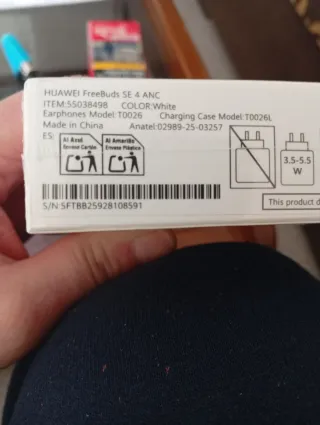 HUAWEI FreeBuds SE 4 ANC
ITEM:55038498 COLOR:White
Earphones Model:T0026 Charging Case Model:T0026L
Made in China Anatel:02989-25-03257
ES:
Al Azul
Envase Cartón
Al Amarillo
Envase Plástico
3.5-5.5
W
S/N:SFTBB25928108591
This product d